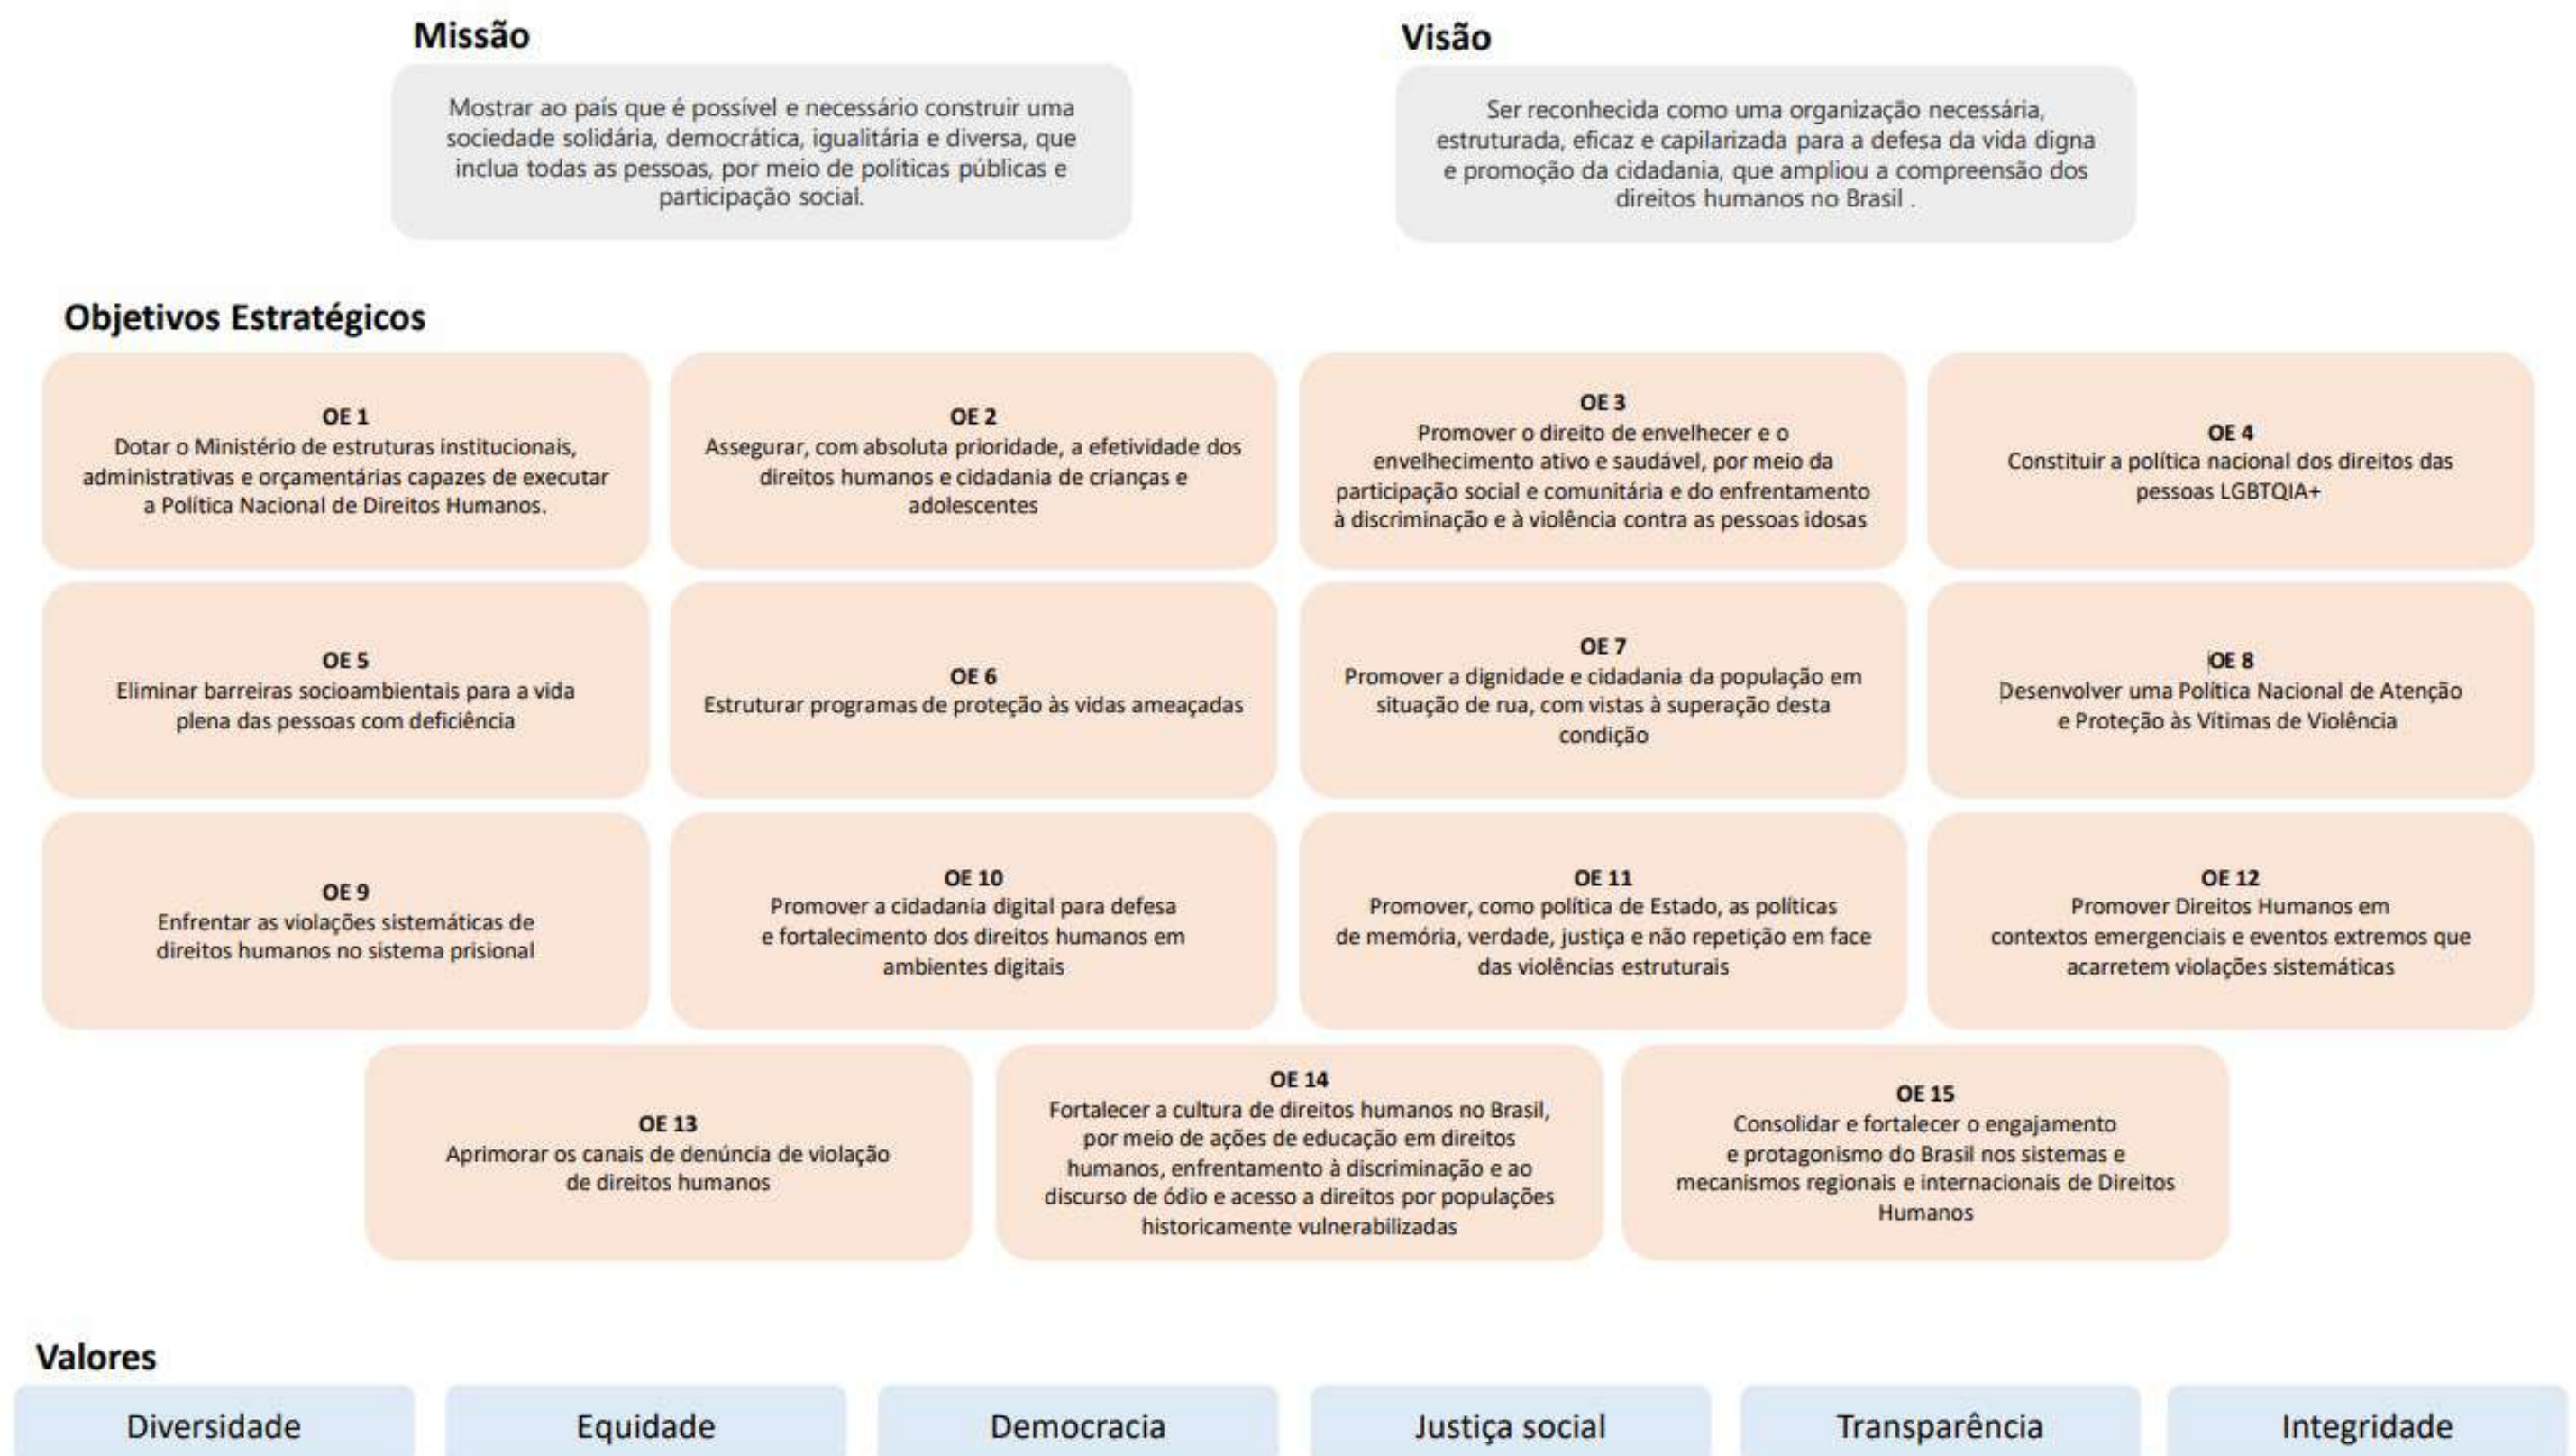 Missão
Mostrar ao país que é possível e necessário construir uma
sociedade solidária, democrática, igualitária e diversa, que
inclua todas as pessoas, por meio de políticas públicas e
participação social.
Visão
Ser reconhecida como uma organização necessária,
estruturada, eficaz e capilarizada para a defesa da vida digna
e promoção da cidadania, que ampliou a compreensão dos
direitos humanos no Brasil .
Objetivos Estratégicos
OE 1
Dotar o Ministério de estruturas institucionais,
administrativas e orçamentárias capazes de executar
a Política Nacional de Direitos Humanos.
OE 2
Assegurar, com absoluta prioridade, a efetividade dos
direitos humanos e cidadania de crianças e
adolescentes
OE 3
Promover o direito de envelhecer e o
envelhecimento ativo e saudável, por meio da
participação social e comunitária e do enfrentamento
à discriminação e à violência contra as pessoas idosas
OE 4
Constituir a política nacional dos direitos das
pessoas LGBTQIA+
OE 5
Eliminar barreiras socioambientais para a vida
plena das pessoas com deficiência
OE 6
Estruturar programas de proteção às vidas ameaçadas
OE 7
Promover a dignidade e cidadania da população em
situação de rua, com vistas à superação desta
condição
OE 8
Desenvolver uma Política Nacional de Atenção
e Proteção às Vítimas de Violência
OE 9
Enfrentar as violações sistemáticas de
direitos humanos no sistema prisional
OE 10
Promover a cidadania digital para defesa
e fortalecimento dos direitos humanos em
ambientes digitais
OE 11
Promover, como política de Estado, as políticas
de memória, verdade, justiça e não repetição em face
das violências estruturais
OE 12
Promover Direitos Humanos em
contextos emergenciais e eventos extremos que
acarretem violações sistemáticas
OE 13
Aprimorar os canais de denúncia de violação
de direitos humanos
OE 14
Fortalecer a cultura de direitos humanos no Brasil,
por meio de ações de educação em direitos
humanos, enfrentamento à discriminação e ao
discurso de ódio e acesso a direitos por populações
historicamente vulnerabilizadas
OE 15
Consolidar e fortalecer o engajamento
e protagonismo do Brasil nos sistemas e
mecanismos regionais e internacionais de Direitos
Humanos
Valores
Diversidade
Equidade
Democracia
Justiça social
Transparência
Integridade